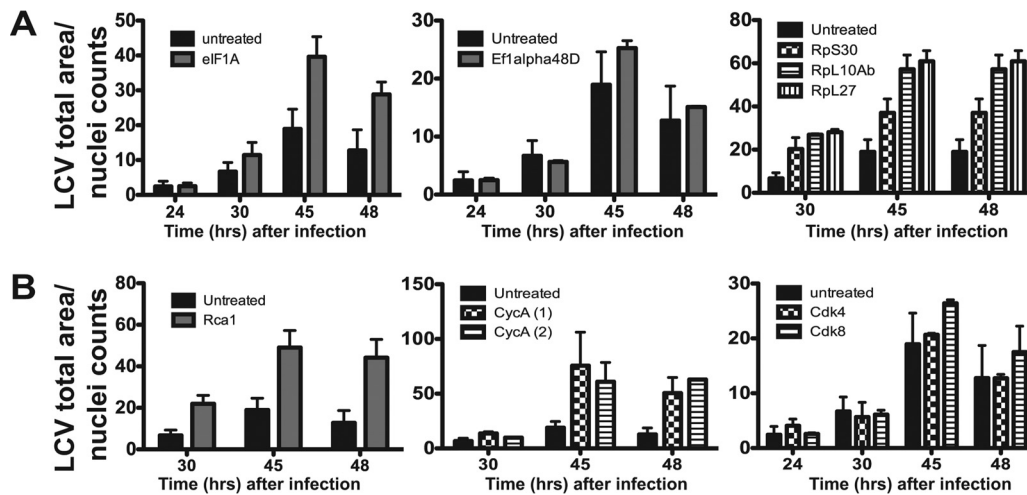 A
LCV total area/
nuclei counts
50
40
30
20
10
0
untreated
eIF1A
24 30 45 48
Time (hrs) after infection
30
20
10
0
Untreated
Ef1alpha48D
24 30 45 48
Time (hrs) after infection
80
60
40
20
0
Untreated
RpS30
RpL10Ab
RpL27
30 45 48
Time (hrs) after infection
B
LCV total area/
nuclei counts
80
60
40
20
0
Untreated
Rca1
30 45 48
Time (hrs) after infection
150
100
50
0
Untreated
CycA (1)
CycA (2)
30 45 48
Time (hrs) after infection
30
20
10
0
untreated
Cdk4
Cdk8
24 30 45 48
Time (hrs) after infection